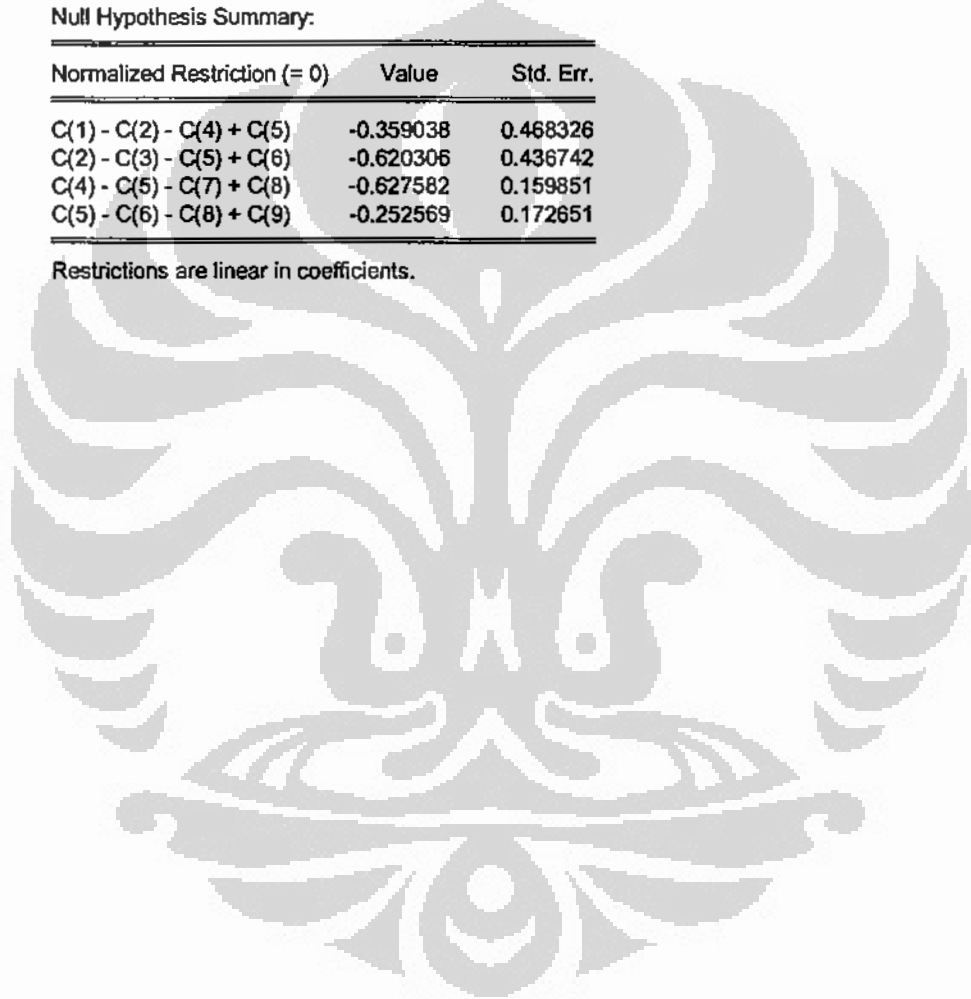 Null Hypothesis Summary:
Normalized Restriction (= 0) Value Std. Err.
C(1) - C(2) - C(4) + C(5) -0.359038 0.468326
C(2) - C(3) - C(5) + C(6) -0.620306 0.436742
C(4) - C(5) - C(7) + C(8) -0.627582 0.159851
C(5) - C(6) - C(8) + C(9) -0.252569 0.172651
Restrictions are linear in coefficients.